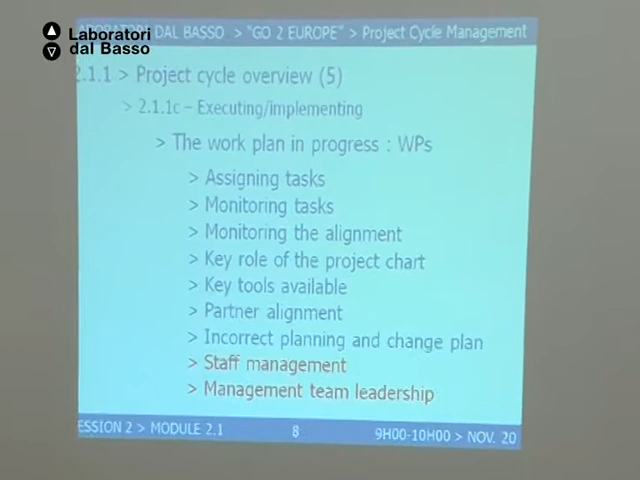 Laboratori
dal Basso
LABORATORI DAL BASSO > "GO 2 EUROPE" > Project Cycle Management
2.1.1 > Project cycle overview (5)
> 2.1.1c – Executing/implementing
> The work plan in progress : WPs
> Assigning tasks
> Monitoring tasks
> Monitoring the alignment
> Key role of the project chart
> Key tools available
> Partner alignment
> Incorrect planning and change plan
> Staff management
> Management team leadership
ESSION 2 > MODULE 2.1
8
9H00-10H00 > NOV. 20